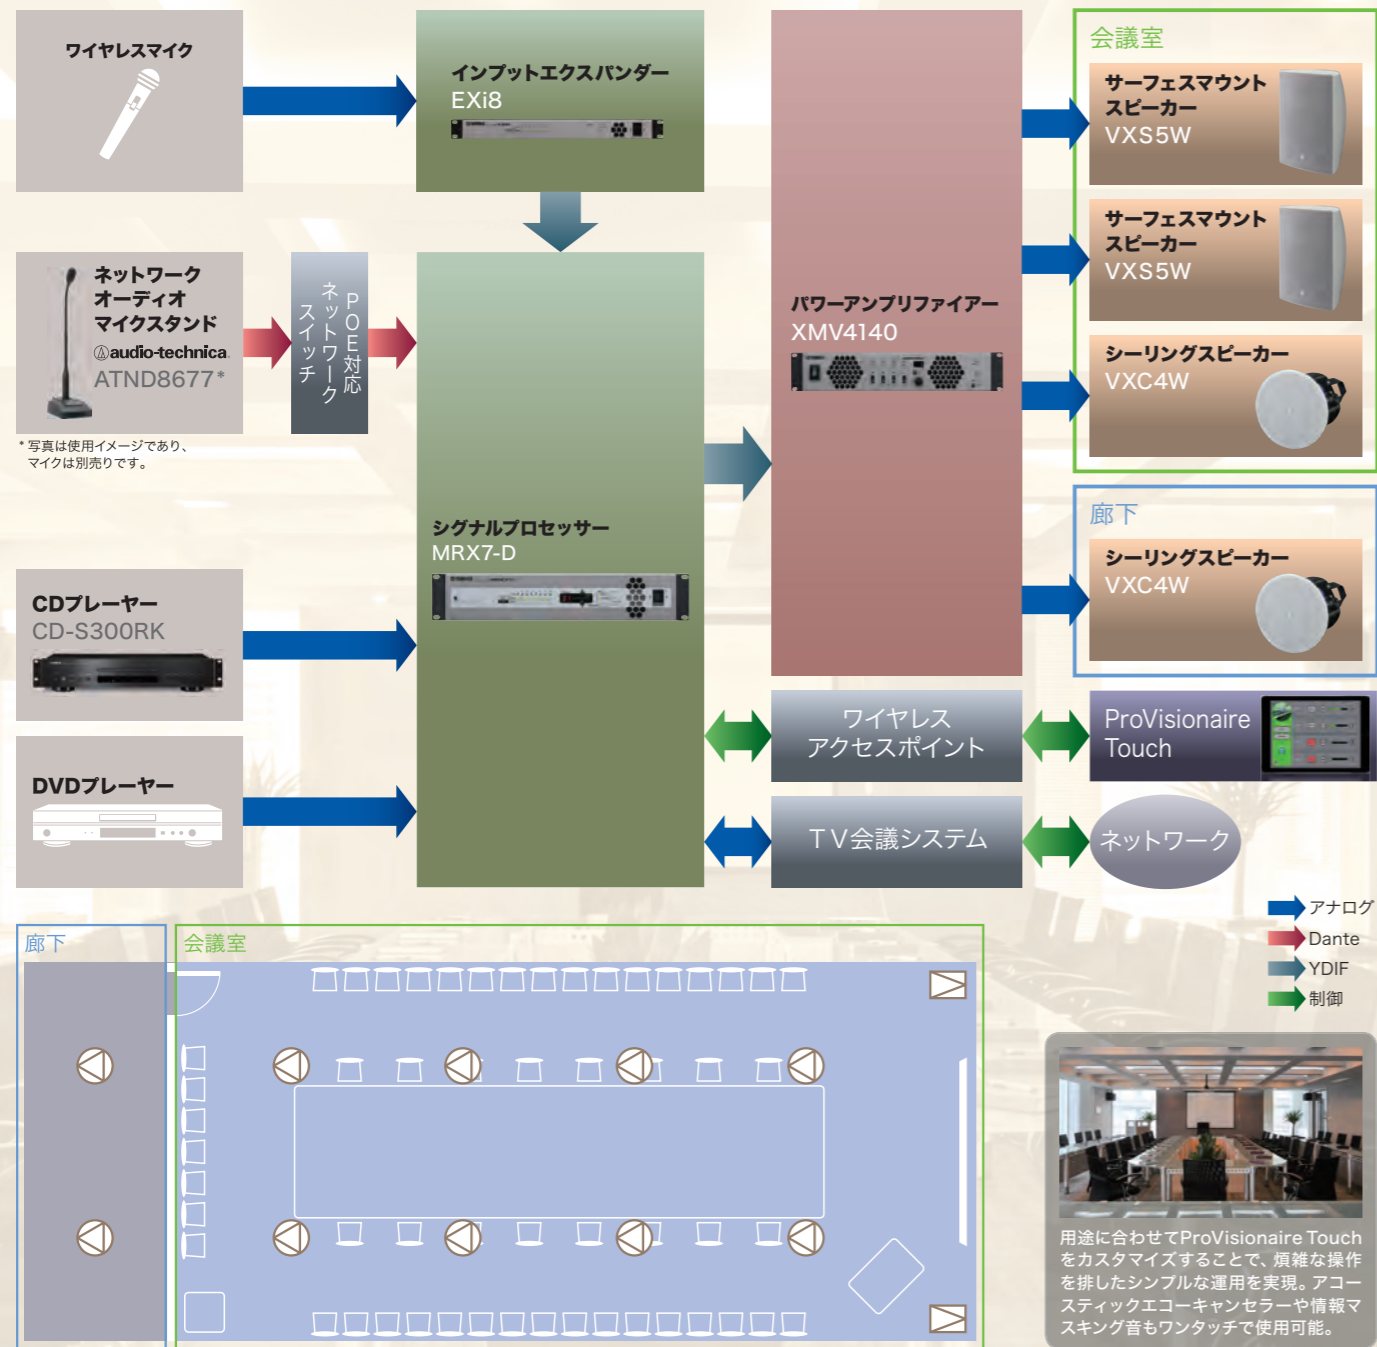 ワイヤレスマイク
インプットエクスパンダー
EXi8
会議室
サーフェスマウント
スピーカー
VXS5W
サーフェスマウント
スピーカー
VXS5W
シーリングスピーカー
VXC4W
ネットワーク
オーディオ
マイクスタンド
audio-technica
ATND8677*
POE対応
ネットワーク
スイッチ
* 写真は使用イメージであり、
マイクは別売りです。
パワーアンプリファイアー
XMV4140
シグナルプロセッサー
MRX7-D
廊下
シーリングスピーカー
VXC4W
CDプレーヤー
CD-S300RK
DVDプレーヤー
ワイヤレス
アクセスポイント
ProVisionaire
Touch
TV会議システム
ネットワーク
アナログ
Dante
YDIF
制御
廊下
会議室
用途に合わせてProVisionaire Touch
をカスタマイズすることで、煩雑な操作
を排したシンプルな運用を実現。アコー
スティックエコーキャンセラーや情報マ
スキング音もワンタッチで使用可能。